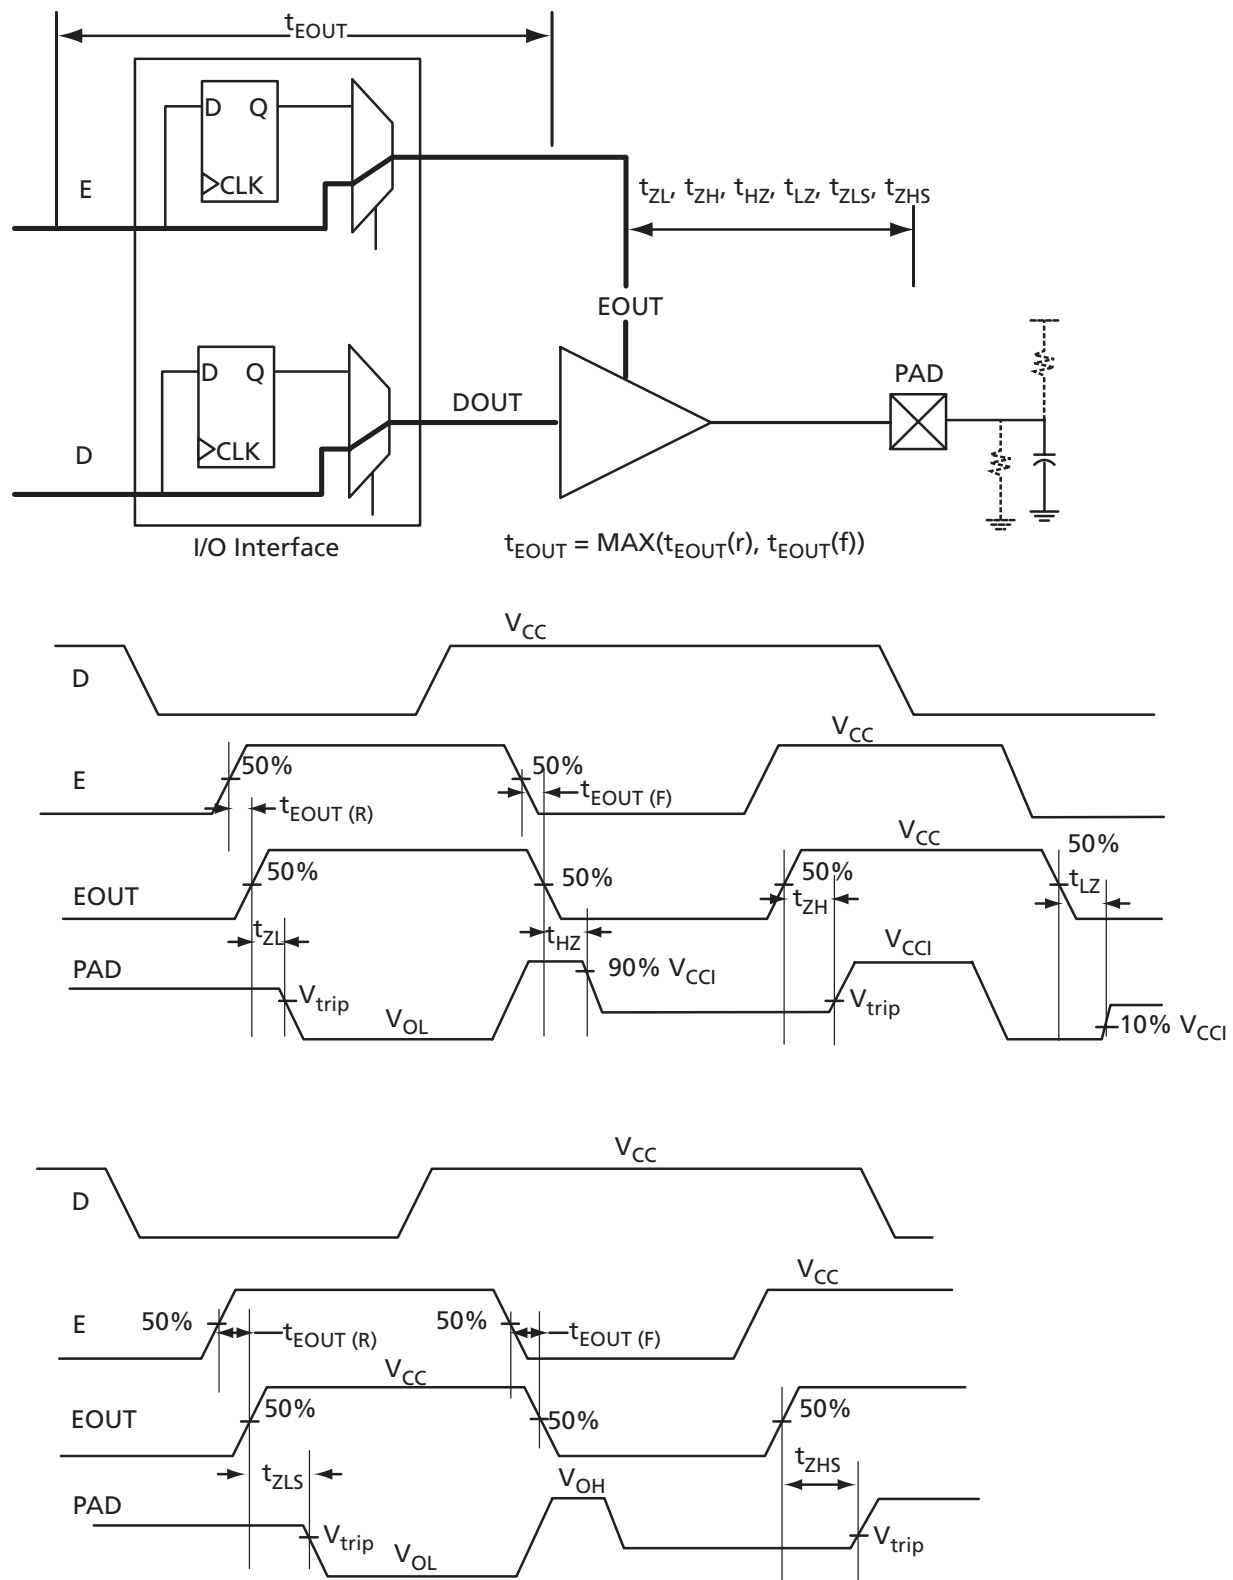 tEOUT
D Q
CLK
E
tZL, tZH, tHZ, tLZ, tZLS, tZHS
EOUT
D Q
CLK
DOUT
PAD
D
I/O Interface
tEOUT = MAX(tEOUT(r), tEOUT(f))
VCC
D
VCC
E
50%
50%
tEOUT (R)
tEOUT (F)
VCC
50%
EOUT
50%
50%
50%
tZL
tHZ
tZH
tLZ
PAD
VCCI
90% VCCI
Vtrip
Vtrip
VOL
10% VCCI
VCC
D
VCC
E
50%
50%
tEOUT (R)
tEOUT (F)
VCC
EOUT
50%
50%
50%
tZLS
tZHS
PAD
VOH
Vtrip
Vtrip
VOL